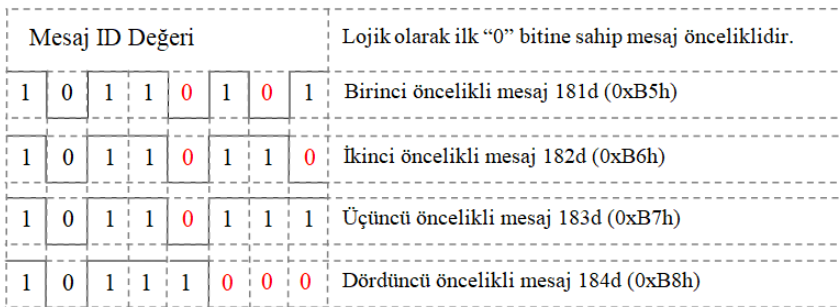 Mesaj ID Değeri Lojik olarak ilk “0” bitine sahip mesaj önceliklidir.
1 0 1 1 0 1 0 1 Birinci öncelikli mesaj 181d (0xB5h)
1 0 1 1 0 1 1 0 İkinci öncelikli mesaj 182d (0xB6h)
1 0 1 1 0 1 1 1 Üçüncü öncelikli mesaj 183d (0xB7h)
1 0 1 1 1 0 0 0 Dördüncü öncelikli mesaj 184d (0xB8h)